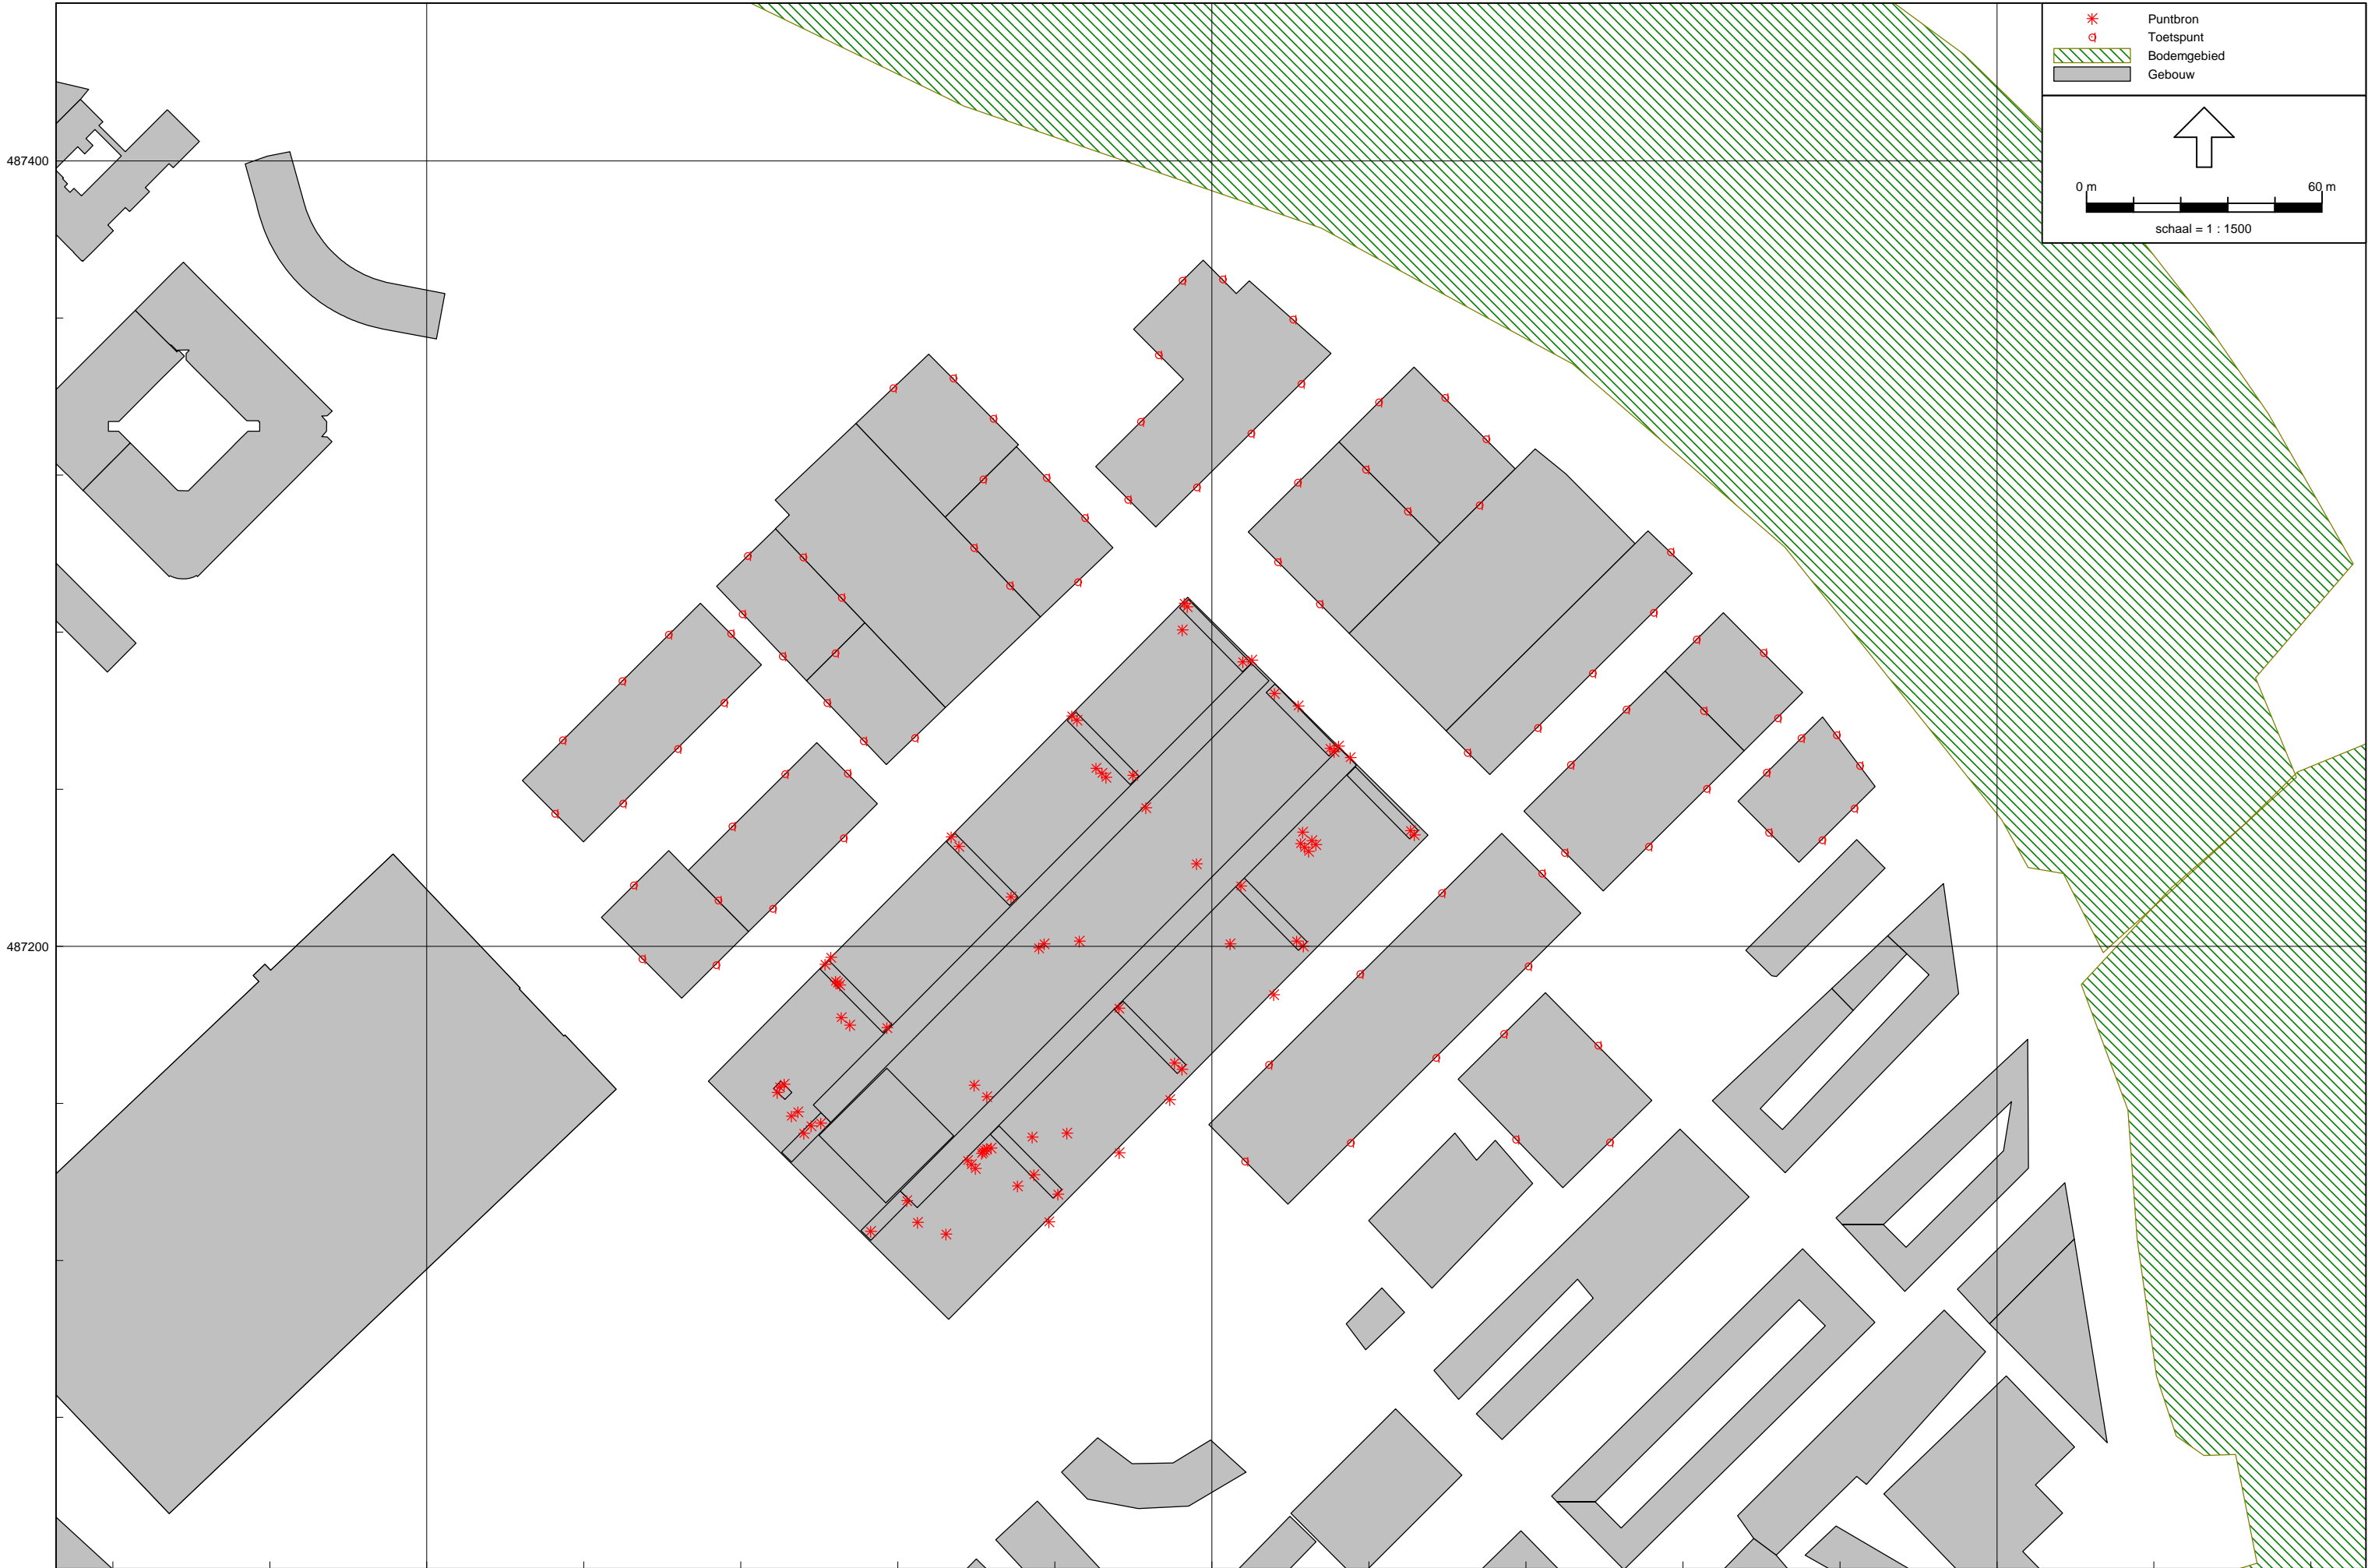 Puntbron
Toetspunt
Bodemgebied
Gebouw
0 m 60 m
schaal = 1 : 1500
487400
487200